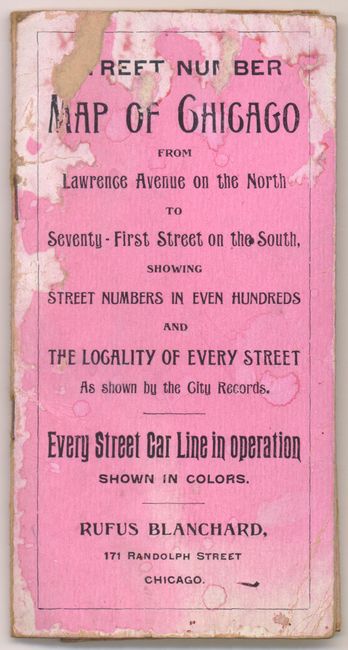 STREET NUMBER
MAP OF CHICAGO
FROM
Lawrence Avenue on the North
TO
Seventy-First Street on the South,
SHOWING
STREET NUMBERS IN EVEN HUNDREDS
AND
THE LOCALITY OF EVERY STREET
As shown by the City Records.
Every Street Car Line in operation
SHOWN IN COLORS.
RUFUS BLANCHARD,
171 RANDOLPH STREET
CHICAGO.